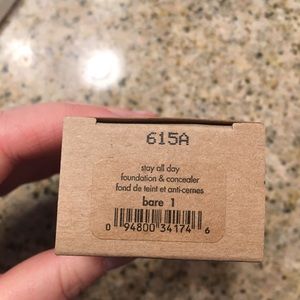 615A
stay all day
foundation & concealer
fond de teint et anti-cernes
bare 1
0 94800 34174 6